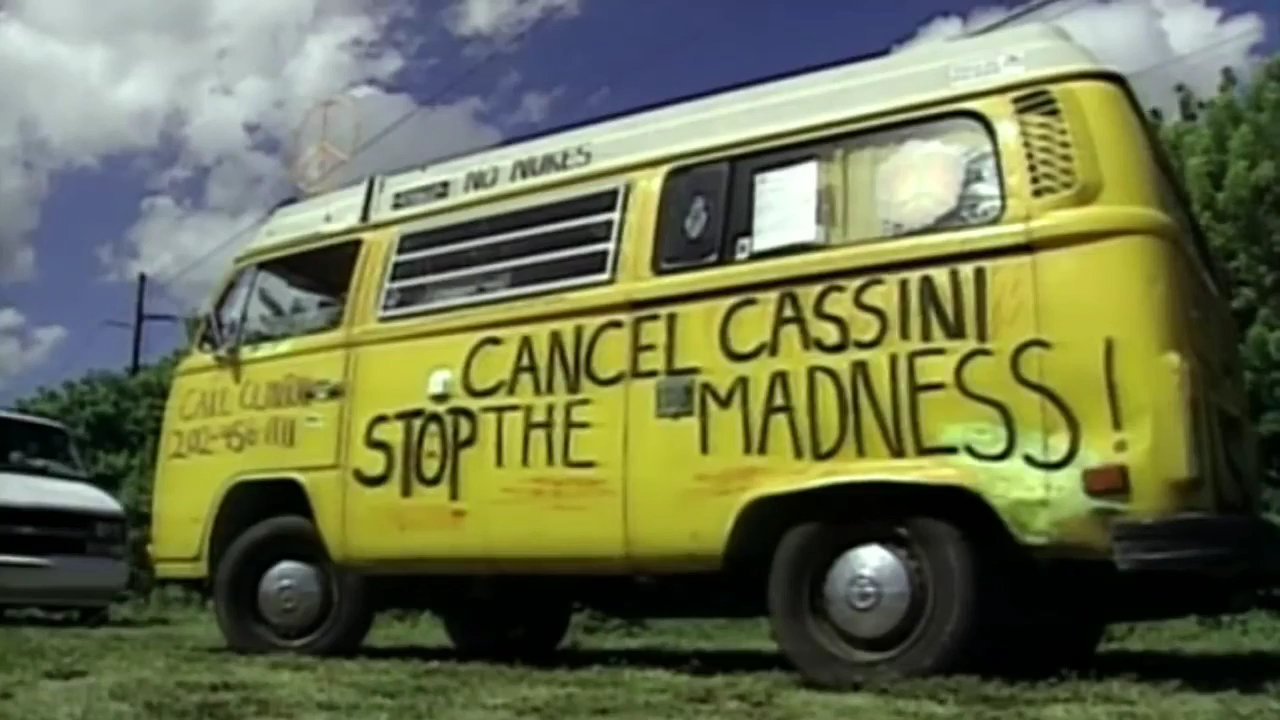 NO NUKES
CANCEL CASSINI
STOP THE MADNESS!
CALL CLINTON
202-456-1111